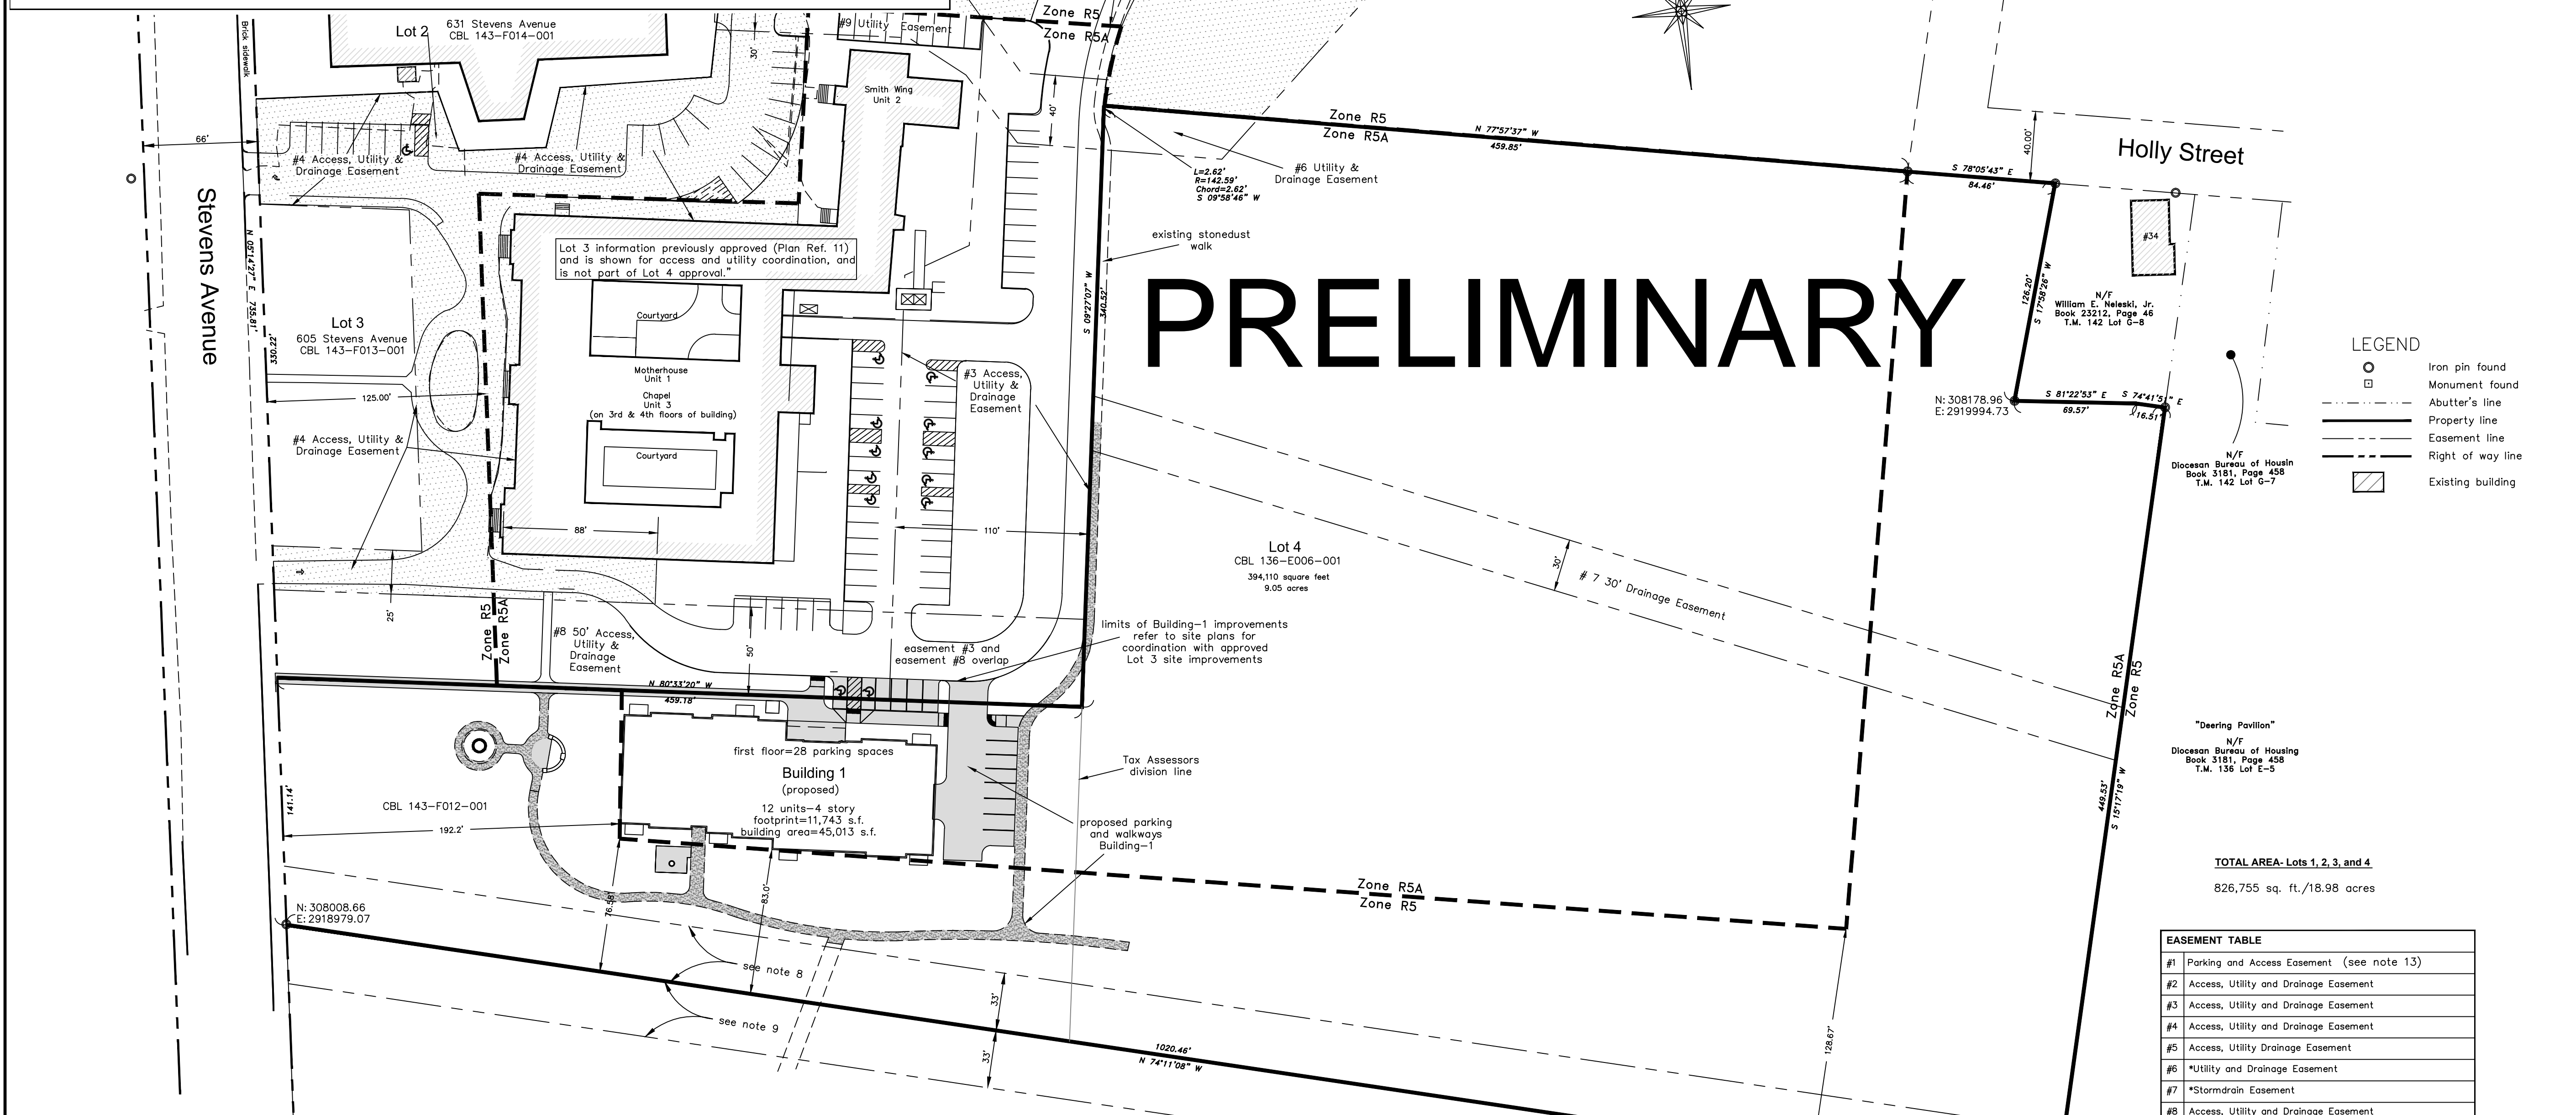 Zone R5
Zone R5A
Lot 2
631 Stevens Avenue
CBL 143-F014-001
#9 Utility Easement
Brick sidewalk
30'
Smith Wing
Unit 2
40'
66'
#4 Access, Utility &
Drainage Easement
#4 Access, Utility &
Drainage Easement
Zone R5
Zone R5A
N 77°57'37" W
459.85'
L=2.62'
R=142.59'
Chord=2.62'
S 09°58'46" W
#6 Utility &
Drainage Easement
S 78°05'43" E
84.46'
40.00'
Holly Street
#34
Stevens Avenue
N 05°14'27" E 735.81'
330.22'
Lot 3 information previously approved (Plan Ref. 11)
and is shown for access and utility coordination, and
is not part of Lot 4 approval."
existing stonedust
walk
S 09°27'07" W
340.52'
PRELIMINARY
126.20'
S 17°58'26" W
N/F
William E. Neleski, Jr.
Book 23212, Page 46
T.M. 142 Lot G-8
Lot 3
605 Stevens Avenue
CBL 143-F013-001
125.00'
Courtyard
Motherhouse
Unit 1
Chapel
Unit 3
(on 3rd & 4th floors of building)
Courtyard
88'
#3 Access,
Utility &
Drainage
Easement
110'
N: 308178.96
E: 2919994.73
S 81°22'53" E
69.57'
S 74°41'51" E
16.51'
LEGEND
Iron pin found
Monument found
Abutter's line
Property line
Easement line
Right of way line
Existing building
N/F
Diocesan Bureau of Housin
Book 3181, Page 458
T.M. 142 Lot G-7
#4 Access, Utility &
Drainage Easement
25'
Lot 4
CBL 136-E006-001
394,110 square feet
9.05 acres
30'
# 7 30' Drainage Easement
Zone R5
Zone R5A
#8 50' Access,
Utility &
Drainage
Easement
50'
easement #3 and
easement #8 overlap
limits of Building-1 improvements
refer to site plans for
coordination with approved
Lot 3 site improvements
N 80°33'20" W
459.18'
Zone R5A
Zone R5
first floor=28 parking spaces
Building 1
(proposed)
12 units-4 story
footprint=11,743 s.f.
building area=45,013 s.f.
Tax Assessors
division line
141.14'
CBL 143-F012-001
192.2'
proposed parking
and walkways
Building-1
"Deering Pavilion"
N/F
Diocesan Bureau of Housing
Book 3181, Page 458
T.M. 136 Lot E-5
449.53'
S 15°17'19" W
TOTAL AREA- Lots 1, 2, 3, and 4
826,755 sq. ft./18.98 acres
Zone R5A
Zone R5
N: 308008.66
E: 2918979.07
76.58'
83.0'
see note 8
see note 9
33'
33'
1020.46'
N 74°11'08" W
128.67'
EASEMENT TABLE
#1 Parking and Access Easement (see note 13)
#2 Access, Utility and Drainage Easement
#3 Access, Utility and Drainage Easement
#4 Access, Utility and Drainage Easement
#5 Access, Utility Drainage Easement
#6 *Utility and Drainage Easement
#7 *Stormdrain Easement
#8 Access, Utility and Drainage Easement